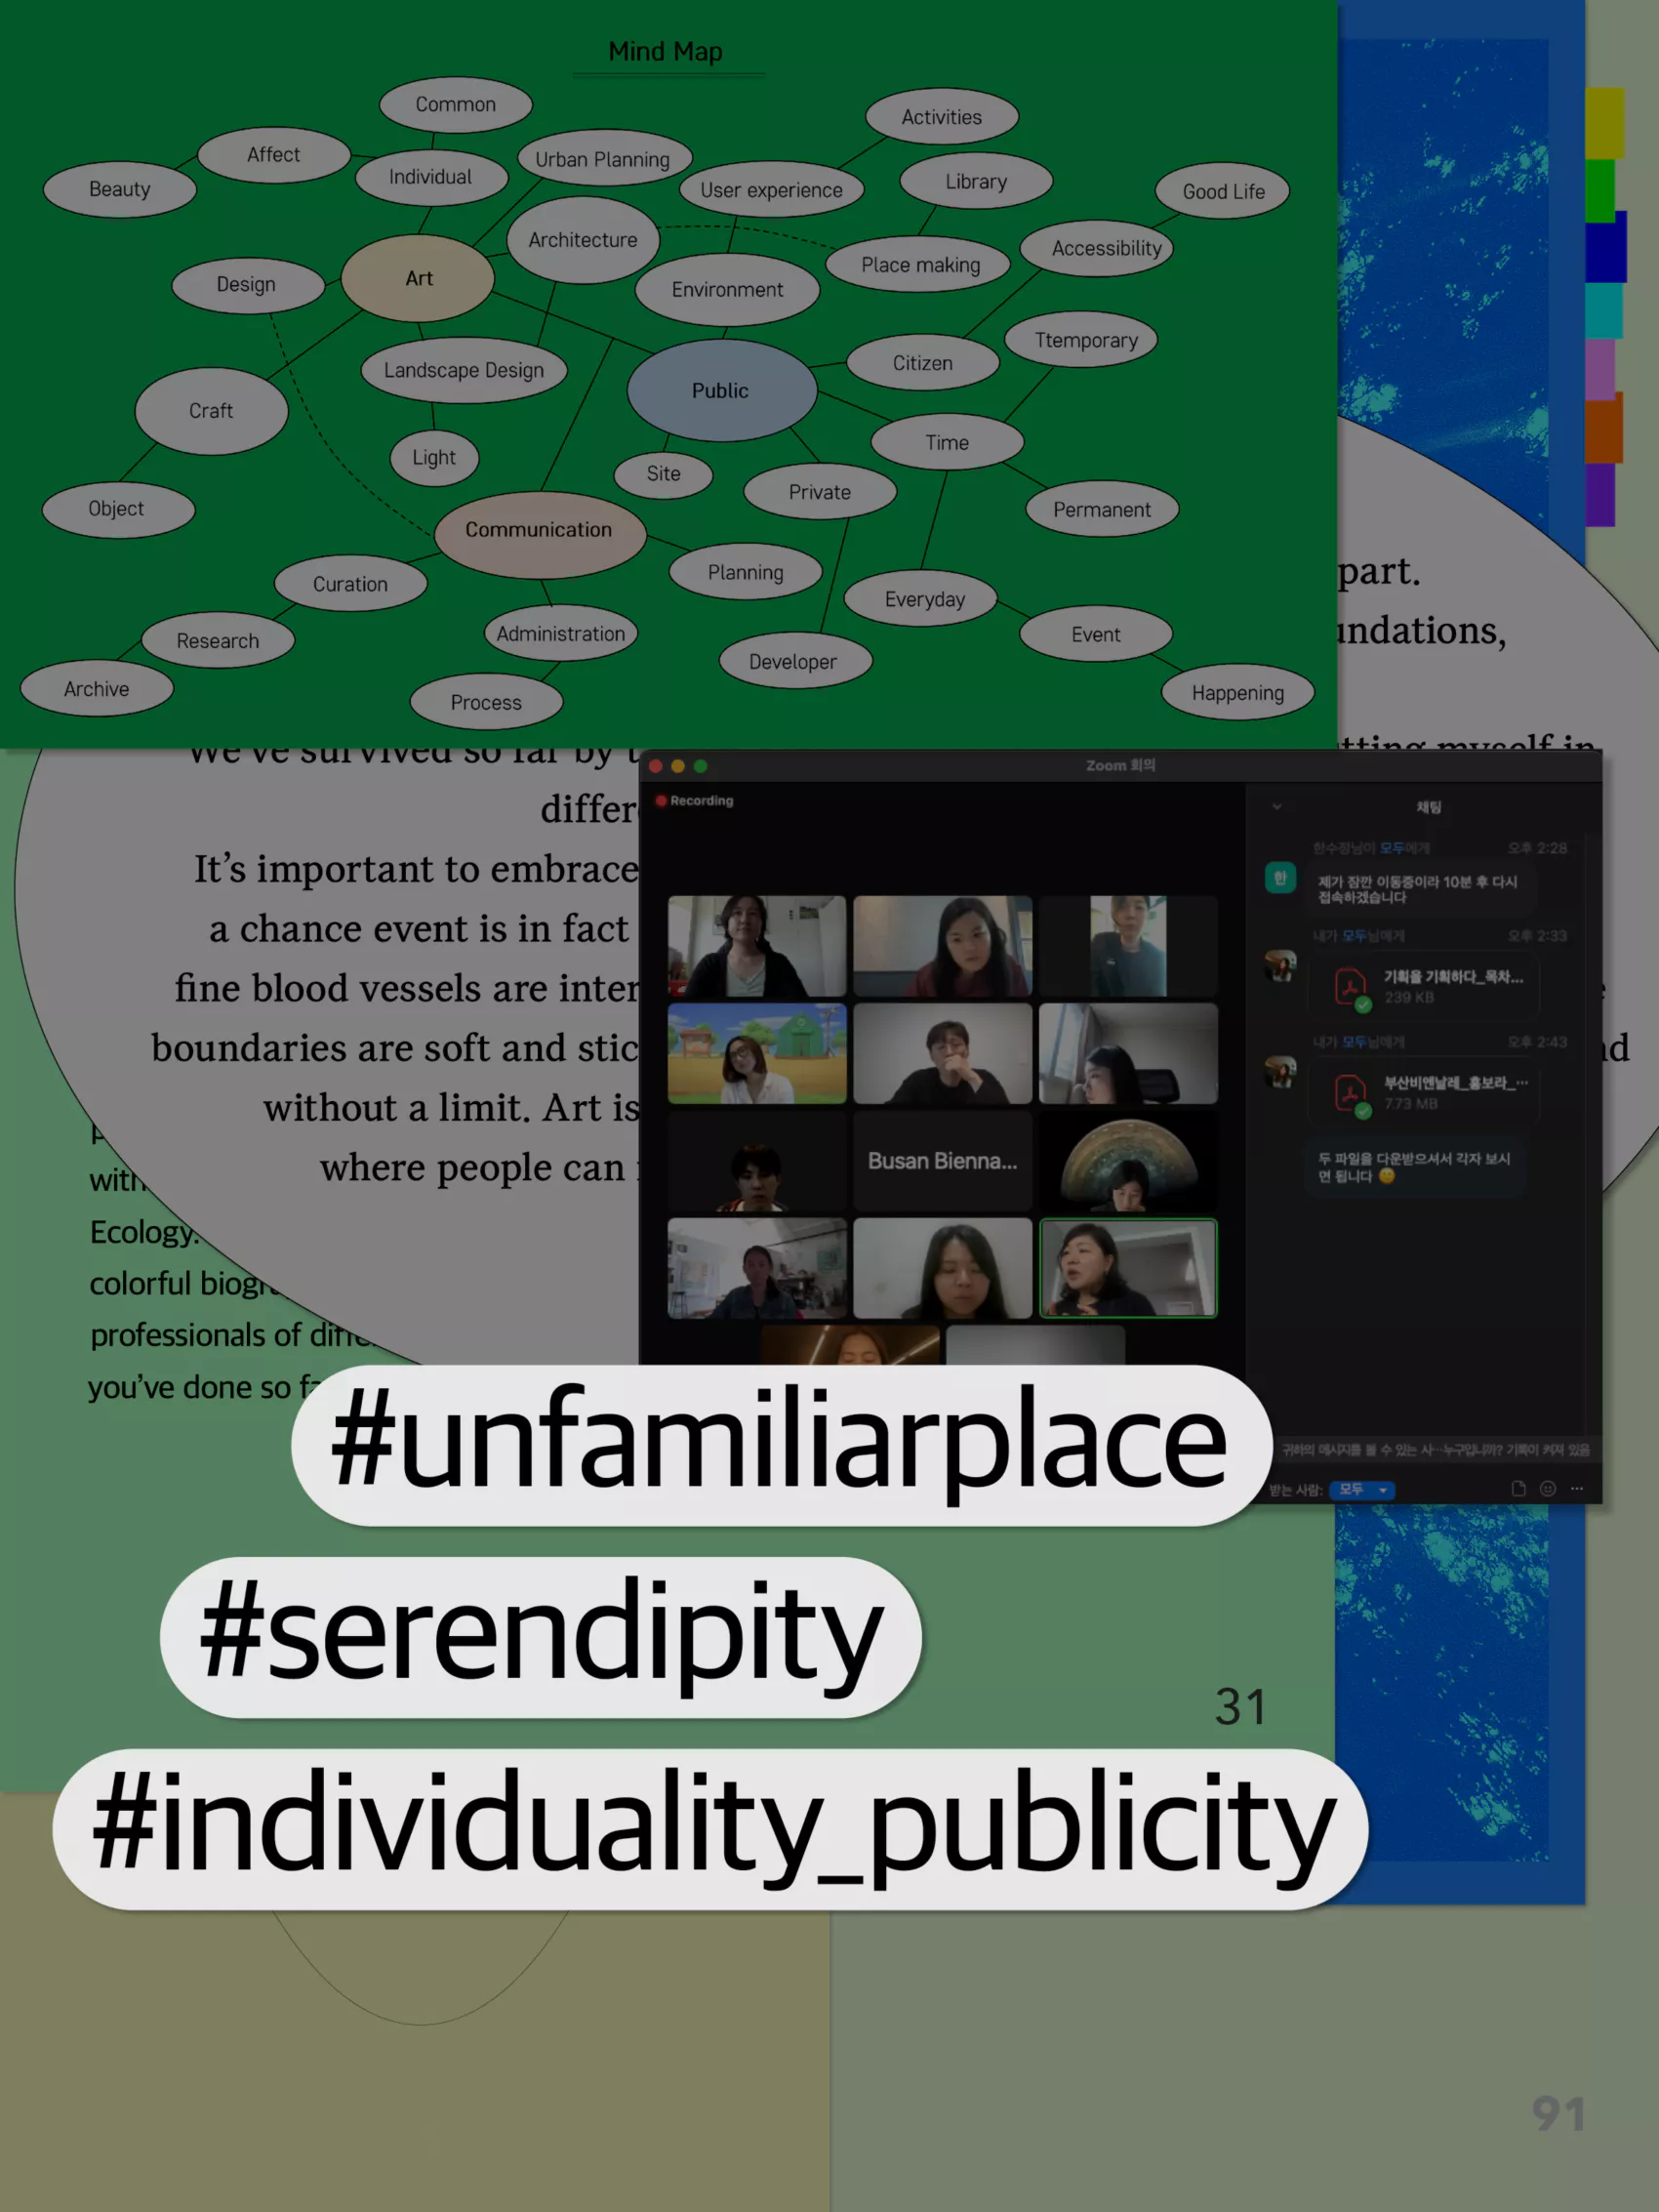 Mind Map
Common
Activities
Affect
Urban Planning
Beauty
Individual
User experience
Library
Good Life
Architecture
Accessibility
Place making
Art
Design
Environment
Ttemporary
Landscape Design
Citizen
Public
Craft
Time
Light
Site
Private
Object
Permanent
Communication
Planning
Curation
Everyday
Administration
Event
Research
Developer
Archive
Process
Happening
part.
undations,
We've survived so far by
tting myself in
differ
It's important to embrace
a chance event is in fact
fine blood vessels are inter
boundaries are soft and stic
without a limit. Art is
where people can
with
Ecology.
colorful biogr
professionals of diffe
you've done so fa
Zoom 회의
Recording
채팅
한수정님이 모두에게 오후 2:28
한
제가 잠깐 이동중이라 10분 후 다시
접속하겠습니다
내가 모두님에게 오후 2:33
기획을 기획하다_목차...
239 KB
내가 모두님에게 오후 2:43
부산비엔날레_홍보라_...
7.73 MB
두 파일을 다운받으셔서 각자 보시
면 됩니다
Busan Bienna...
귀하의 메시지를 볼 수 있는 사…누구입니까? 기록이 켜져 있음
받는 사람: 모두
#unfamiliarplace
#serendipity
31
#individuality_publicity
91